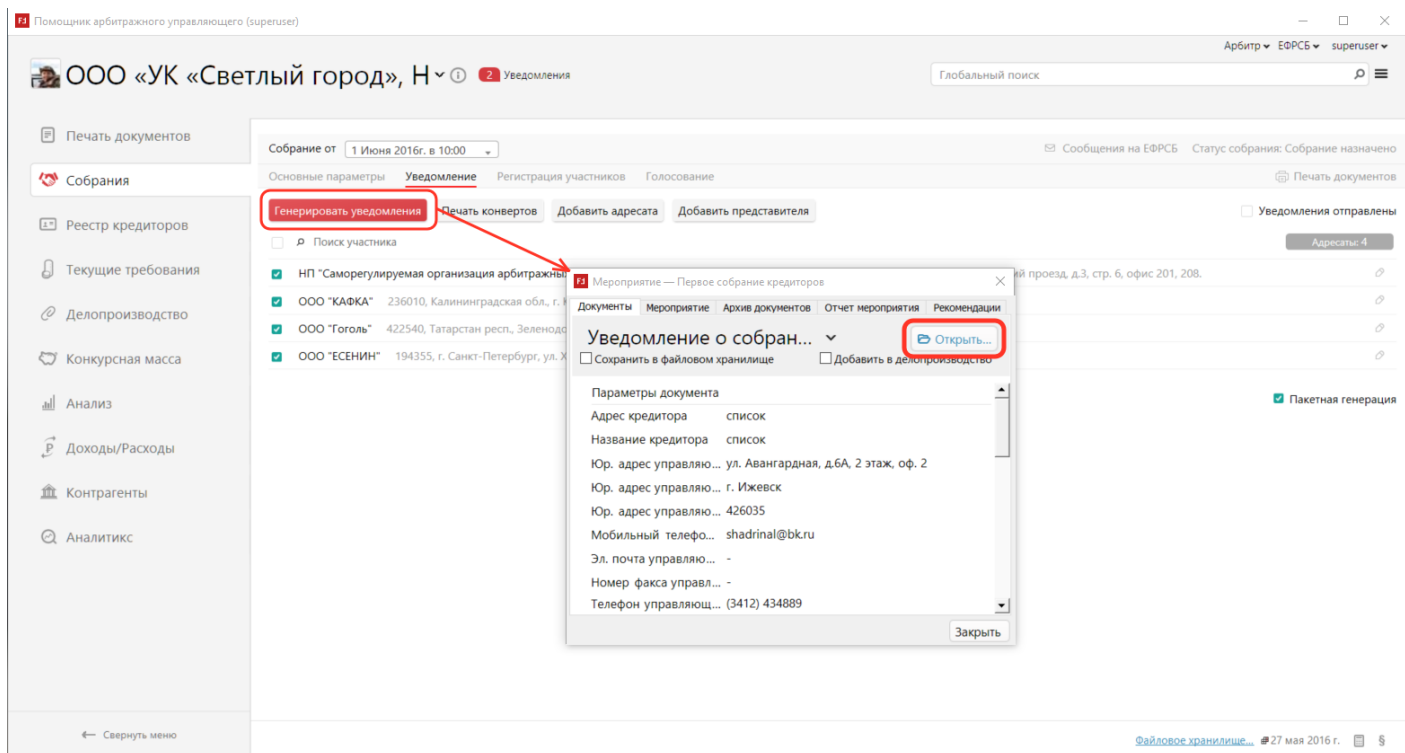 Помощник арбитражного управляющего (superuser)
Арбитр ЕФРСБ superuser
ООО «УК «Светлый город», Н 2 Уведомления
Глобальный поиск
Печать документов
Собрания
Реестр кредиторов
Текущие требования
Делопроизводство
Конкурсная масса
Анализ
Доходы/Расходы
Контрагенты
Аналитикс
Свернуть меню
Собрание от 1 Июня 2016г. в 10:00
Сообщения на ЕФРСБ Статус собрания: Собрание назначено
Основные параметры Уведомление Регистрация участников Голосование
Печать документов
Генерировать уведомления Печать конвертов Добавить адресата Добавить представителя
Уведомления отправлены
Поиск участника
Адресаты: 4
НП "Саморегулируемая организация арбитражны
проезд, д.3, стр. 6, офис 201, 208.
ООО "КАФКА" 236010, Калининградская обл., г.
ООО "Гоголь" 422540, Татарстан респ., Зеленодо
ООО "ЕСЕНИН" 194355, г. Санкт-Петербург, ул. Х
Пакетная генерация
Мероприятие — Первое собрание кредиторов
Документы Мероприятие Архив документов Отчет мероприятия Рекомендации
Уведомление о собран...
Открыть...
Сохранить в файловом хранилище Добавить в делопроизводство
Параметры документа
Адрес кредитора список
Название кредитора список
Юр. адрес управляю... ул. Авангардная, д.6А, 2 этаж, оф. 2
Юр. адрес управляю... г. Ижевск
Юр. адрес управляю... 426035
Мобильный телефо... shadrinal@bk.ru
Эл. почта управляю... -
Номер факса управл... -
Телефон управляющ... (3412) 434889
Закрыть
Файловое хранилище... 27 мая 2016 г. §